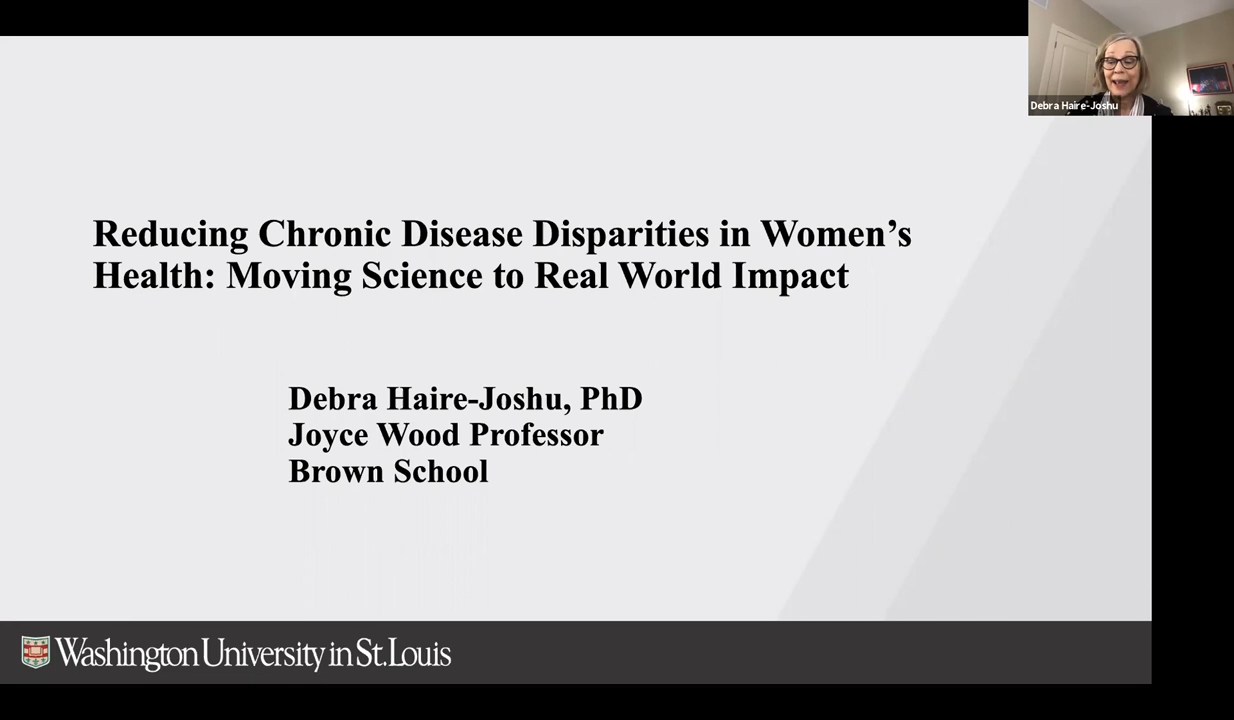 Debra Haire-Joshu
Reducing Chronic Disease Disparities in Women’s
Health: Moving Science to Real World Impact
Debra Haire-Joshu, PhD
Joyce Wood Professor
Brown School
Washington University in St. Louis